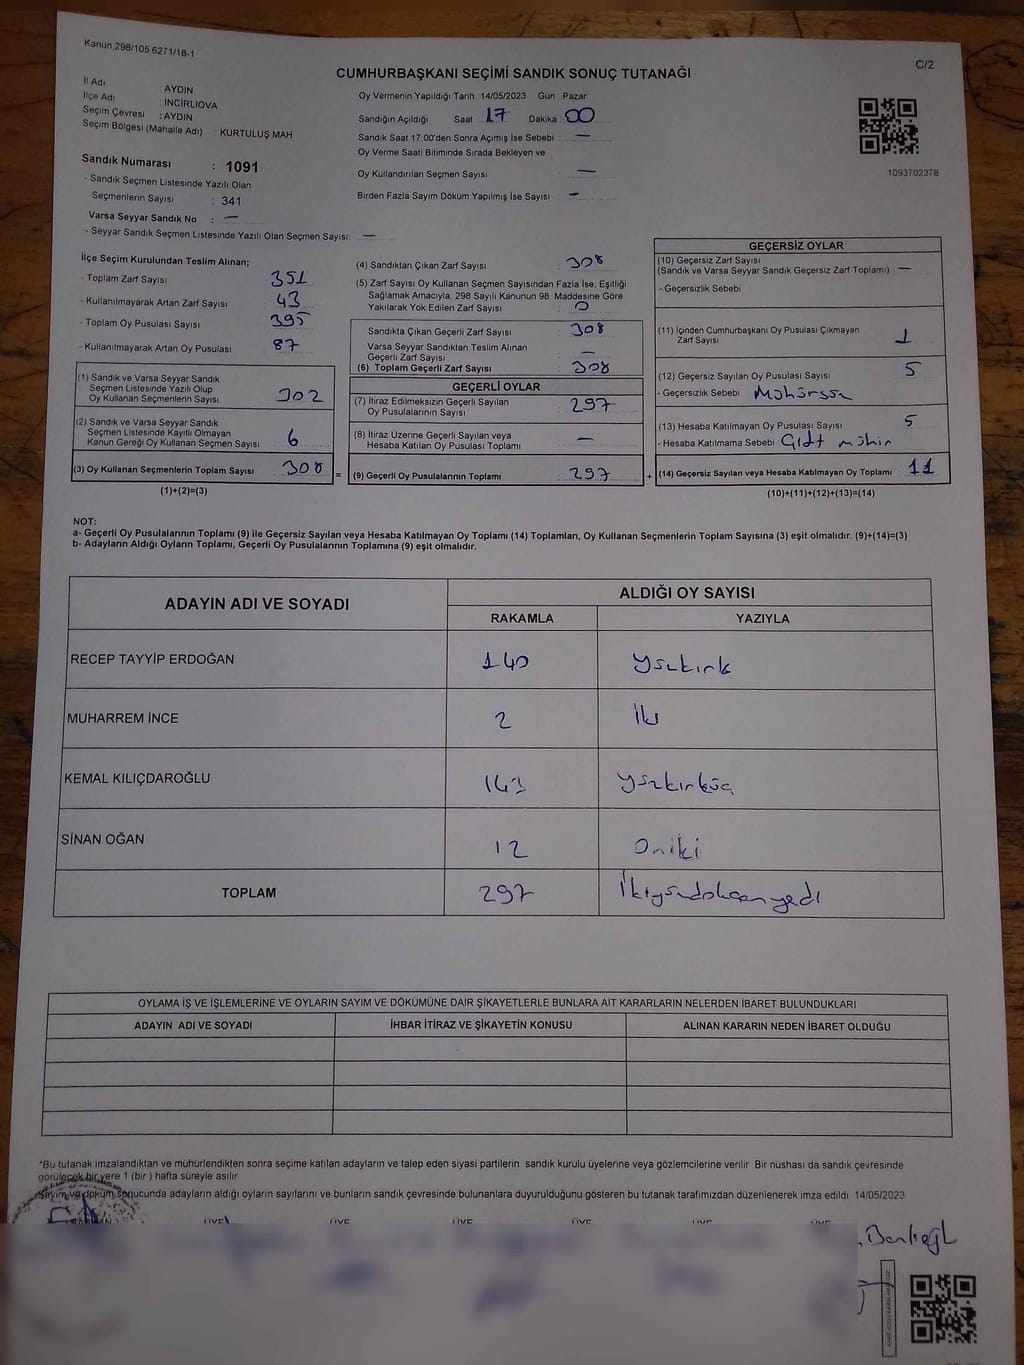 Kanun.298/105.6271/18-1
C/2
CUMHURBAŞKANI SEÇİMİ SANDIK SONUÇ TUTANAĞI
İl Adı : AYDIN
İlçe Adı : İNCİRLİOVA
Seçim Çevresi : AYDIN
Seçim Bölgesi (Mahalle Adı) : KURTULUŞ MAH
Sandık Numarası : 1091
- Sandık Seçmen Listesinde Yazılı Olan
Seçmenlerin Sayısı : 341
Varsa Seyyar Sandık No : —
- Seyyar Sandık Seçmen Listesinde Yazılı Olan Seçmen Sayısı: —
Oy Vermenin Yapıldığı Tarih 14/05/2023 Gün Pazar
Sandığın Açıldığı Saat 17 Dakika 00
Sandık Saat 17:00'den Sonra Açımış İse Sebebi : —
Oy Verme Saati Bitiminde Sırada Bekleyen ve
Oy Kullandırılan Seçmen Sayısı —
Birden Fazla Sayım Döküm Yapılmış İse Sayısı : —
1093702378
İlçe Seçim Kurulundan Teslim Alınan;
- Toplam Zarf Sayısı : 351
- Kullanılmayarak Artan Zarf Sayısı : 43
- Toplam Oy Pusulası Sayısı : 395
- Kullanılmayarak Artan Oy Pusulası : 87
(1) Sandık ve Varsa Seyyar Sandık
Seçmen Listesinde Yazılı Olup
Oy Kullanan Seçmenlerin Sayısı : 302
(2) Sandık ve Varsa Seyyar Sandık
Seçmen Listesinde Kayıtlı Olmayan
Kanun Gereği Oy Kullanan Seçmen Sayısı : 6
(3) Oy Kullanan Seçmenlerin Toplam Sayısı : 308
(1)+(2)=(3)
=
(4) Sandıktan Çıkan Zarf Sayısı : 308
(5) Zarf Sayısı Oy Kullanan Seçmen Sayısından Fazla İse, Eşitliği
Sağlamak Amacıyla, 298 Sayılı Kanunun 98 Maddesine Göre
Yakılarak Yok Edilen Zarf Sayısı : 0
Sandıkta Çıkan Geçerli Zarf Sayısı : 308
Varsa Seyyar Sandıktan Teslim Alınan
Geçerli Zarf Sayısı : —
(6) Toplam Geçerli Zarf Sayısı : 308
GEÇERLİ OYLAR
(7) İtiraz Edilmeksizin Geçerli Sayılan
Oy Pusulalarının Sayısı : 297
(8) İtiraz Üzerine Geçerli Sayılan veya
Hesaba Katılan Oy Pusulası Toplamı : —
(9) Geçerli Oy Pusulalarının Toplamı : 297
+
GEÇERSİZ OYLAR
(10) Geçersiz Zarf Sayısı
(Sandık ve Varsa Seyyar Sandık Geçersiz Zarf Toplamı) : —
- Geçersizlik Sebebi :
(11) İçinden Cumhurbaşkanı Oy Pusulası Çıkmayan
Zarf Sayısı : 1
(12) Geçersiz Sayılan Oy Pusulası Sayısı : 5
- Geçersizlik Sebebi : Mühürsüz
(13) Hesaba Katılmayan Oy Pusulası Sayısı : 5
- Hesaba Katılmama Sebebi : Çift mühür
(14) Geçersiz Sayılan veya Hesaba Katılmayan Oy Toplamı : 11
(10)+(11)+(12)+(13)=(14)
NOT:
a- Geçerli Oy Pusulalarının Toplamı (9) ile Geçersiz Sayılan veya Hesaba Katılmayan Oy Toplamı (14) Toplamları, Oy Kullanan Seçmenlerin Toplam Sayısına (3) eşit olmalıdır. (9)+(14)=(3)
b- Adayların Aldığı Oyların Toplamı, Geçerli Oy Pusulalarının Toplamına (9) eşit olmalıdır.
ADAYIN ADI VE SOYADI ALDIĞI OY SAYISI
RAKAMLA YAZIYLA
RECEP TAYYİP ERDOĞAN 140 Yüzkırk
MUHARREM İNCE 2 İki
KEMAL KILIÇDAROĞLU 143 Yüzkırküç
SİNAN OĞAN 12 Oniki
TOPLAM 297 İkiyüzdoksanyedi
OYLAMA İŞ VE İŞLEMLERİNE VE OYLARIN SAYIM VE DÖKÜMÜNE DAİR ŞİKAYETLERLE BUNLARA AİT KARARLARIN NELERDEN İBARET BULUNDUKLARI
ADAYIN ADI VE SOYADI İHBAR İTİRAZ VE ŞİKAYETİN KONUSU ALINAN KARARIN NEDEN İBARET OLDUĞU
*Bu tutanak imzalandıktan ve mühürlendikten sonra seçime katılan adayların ve talep eden siyasi partilerin sandık kurulu üyelerine veya gözlemcilerine verilir Bir nüshası da sandık çevresinde
görülecek bir yere 1 (bir ) hafta süreyle asılır
Sayım ve döküm sonucunda adayların aldığı oyların sayılarını ve bunların sandık çevresinde bulunanlara duyurulduğunu gösteren bu tutanak tarafımızdan düzenlenerek imza edildi 14/05/2023
ÜYE ÜYE ÜYE ÜYE ÜYE ÜYE